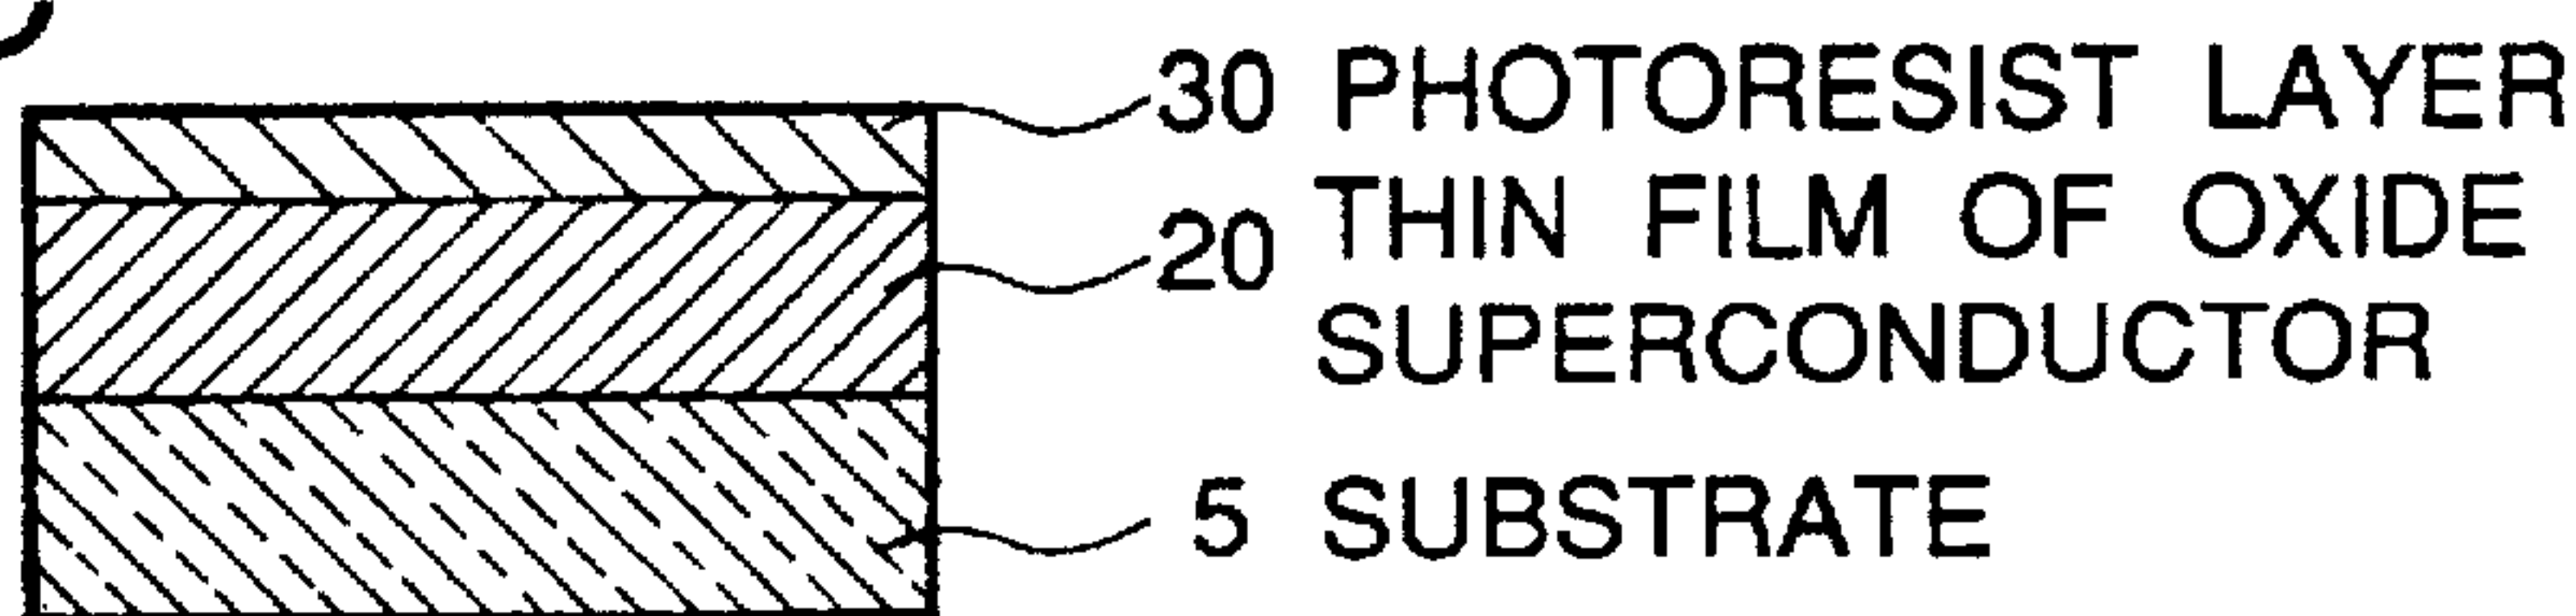 30 PHOTORESIST LAYER
20 THIN FILM OF OXIDE
SUPERCONDUCTOR
5 SUBSTRATE